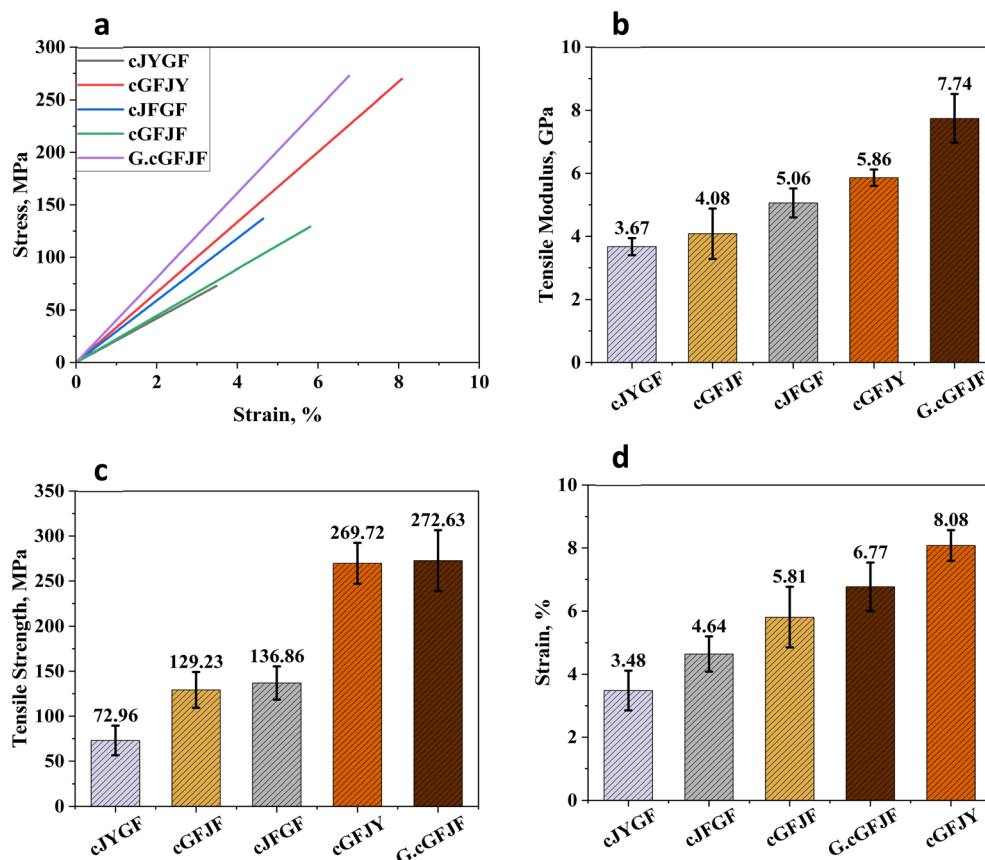 a
Stress, MPa
300
250
200
150
100
50
0
cJYGF
cGFJY
cJFGF
cGFJF
G.cGFJF
0 2 4 6 8 10
Strain, %
b
Tensile Modulus, GPa
10
8
6
4
2
0
3.67
4.08
5.06
5.86
7.74
cJYGF cGFJF cJFGF cGFJY G.cGFJF
c
Tensile Strength, MPa
350
300
250
200
150
100
50
0
72.96
129.23
136.86
269.72
272.63
cJYGF cGFJF cJFGF cGFJY G.cGFJF
d
Strain, %
10
8
6
4
2
0
3.48
4.64
5.81
6.77
8.08
cJYGF cJFGF cGFJF G.cGFJF cGFJY